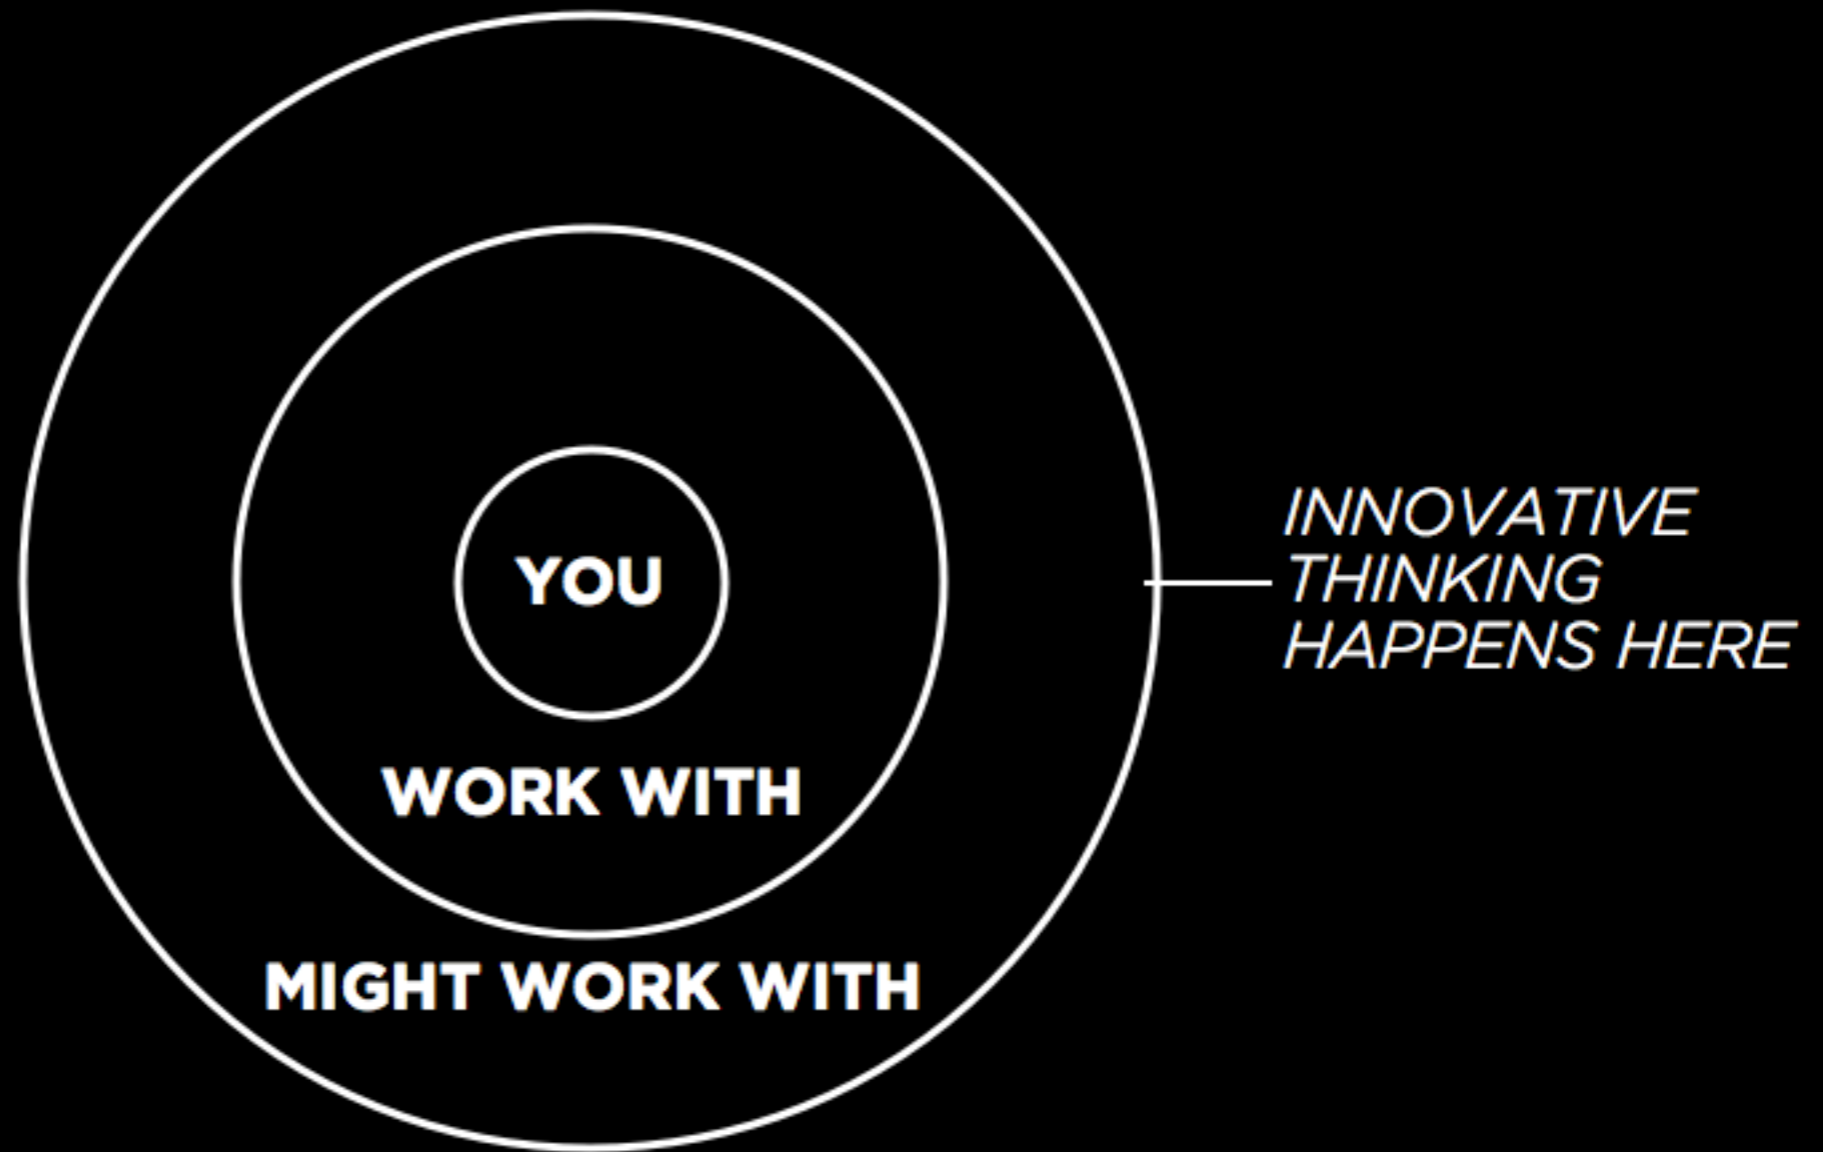 YOU
WORK WITH
MIGHT WORK WITH
INNOVATIVE
THINKING
HAPPENS HERE